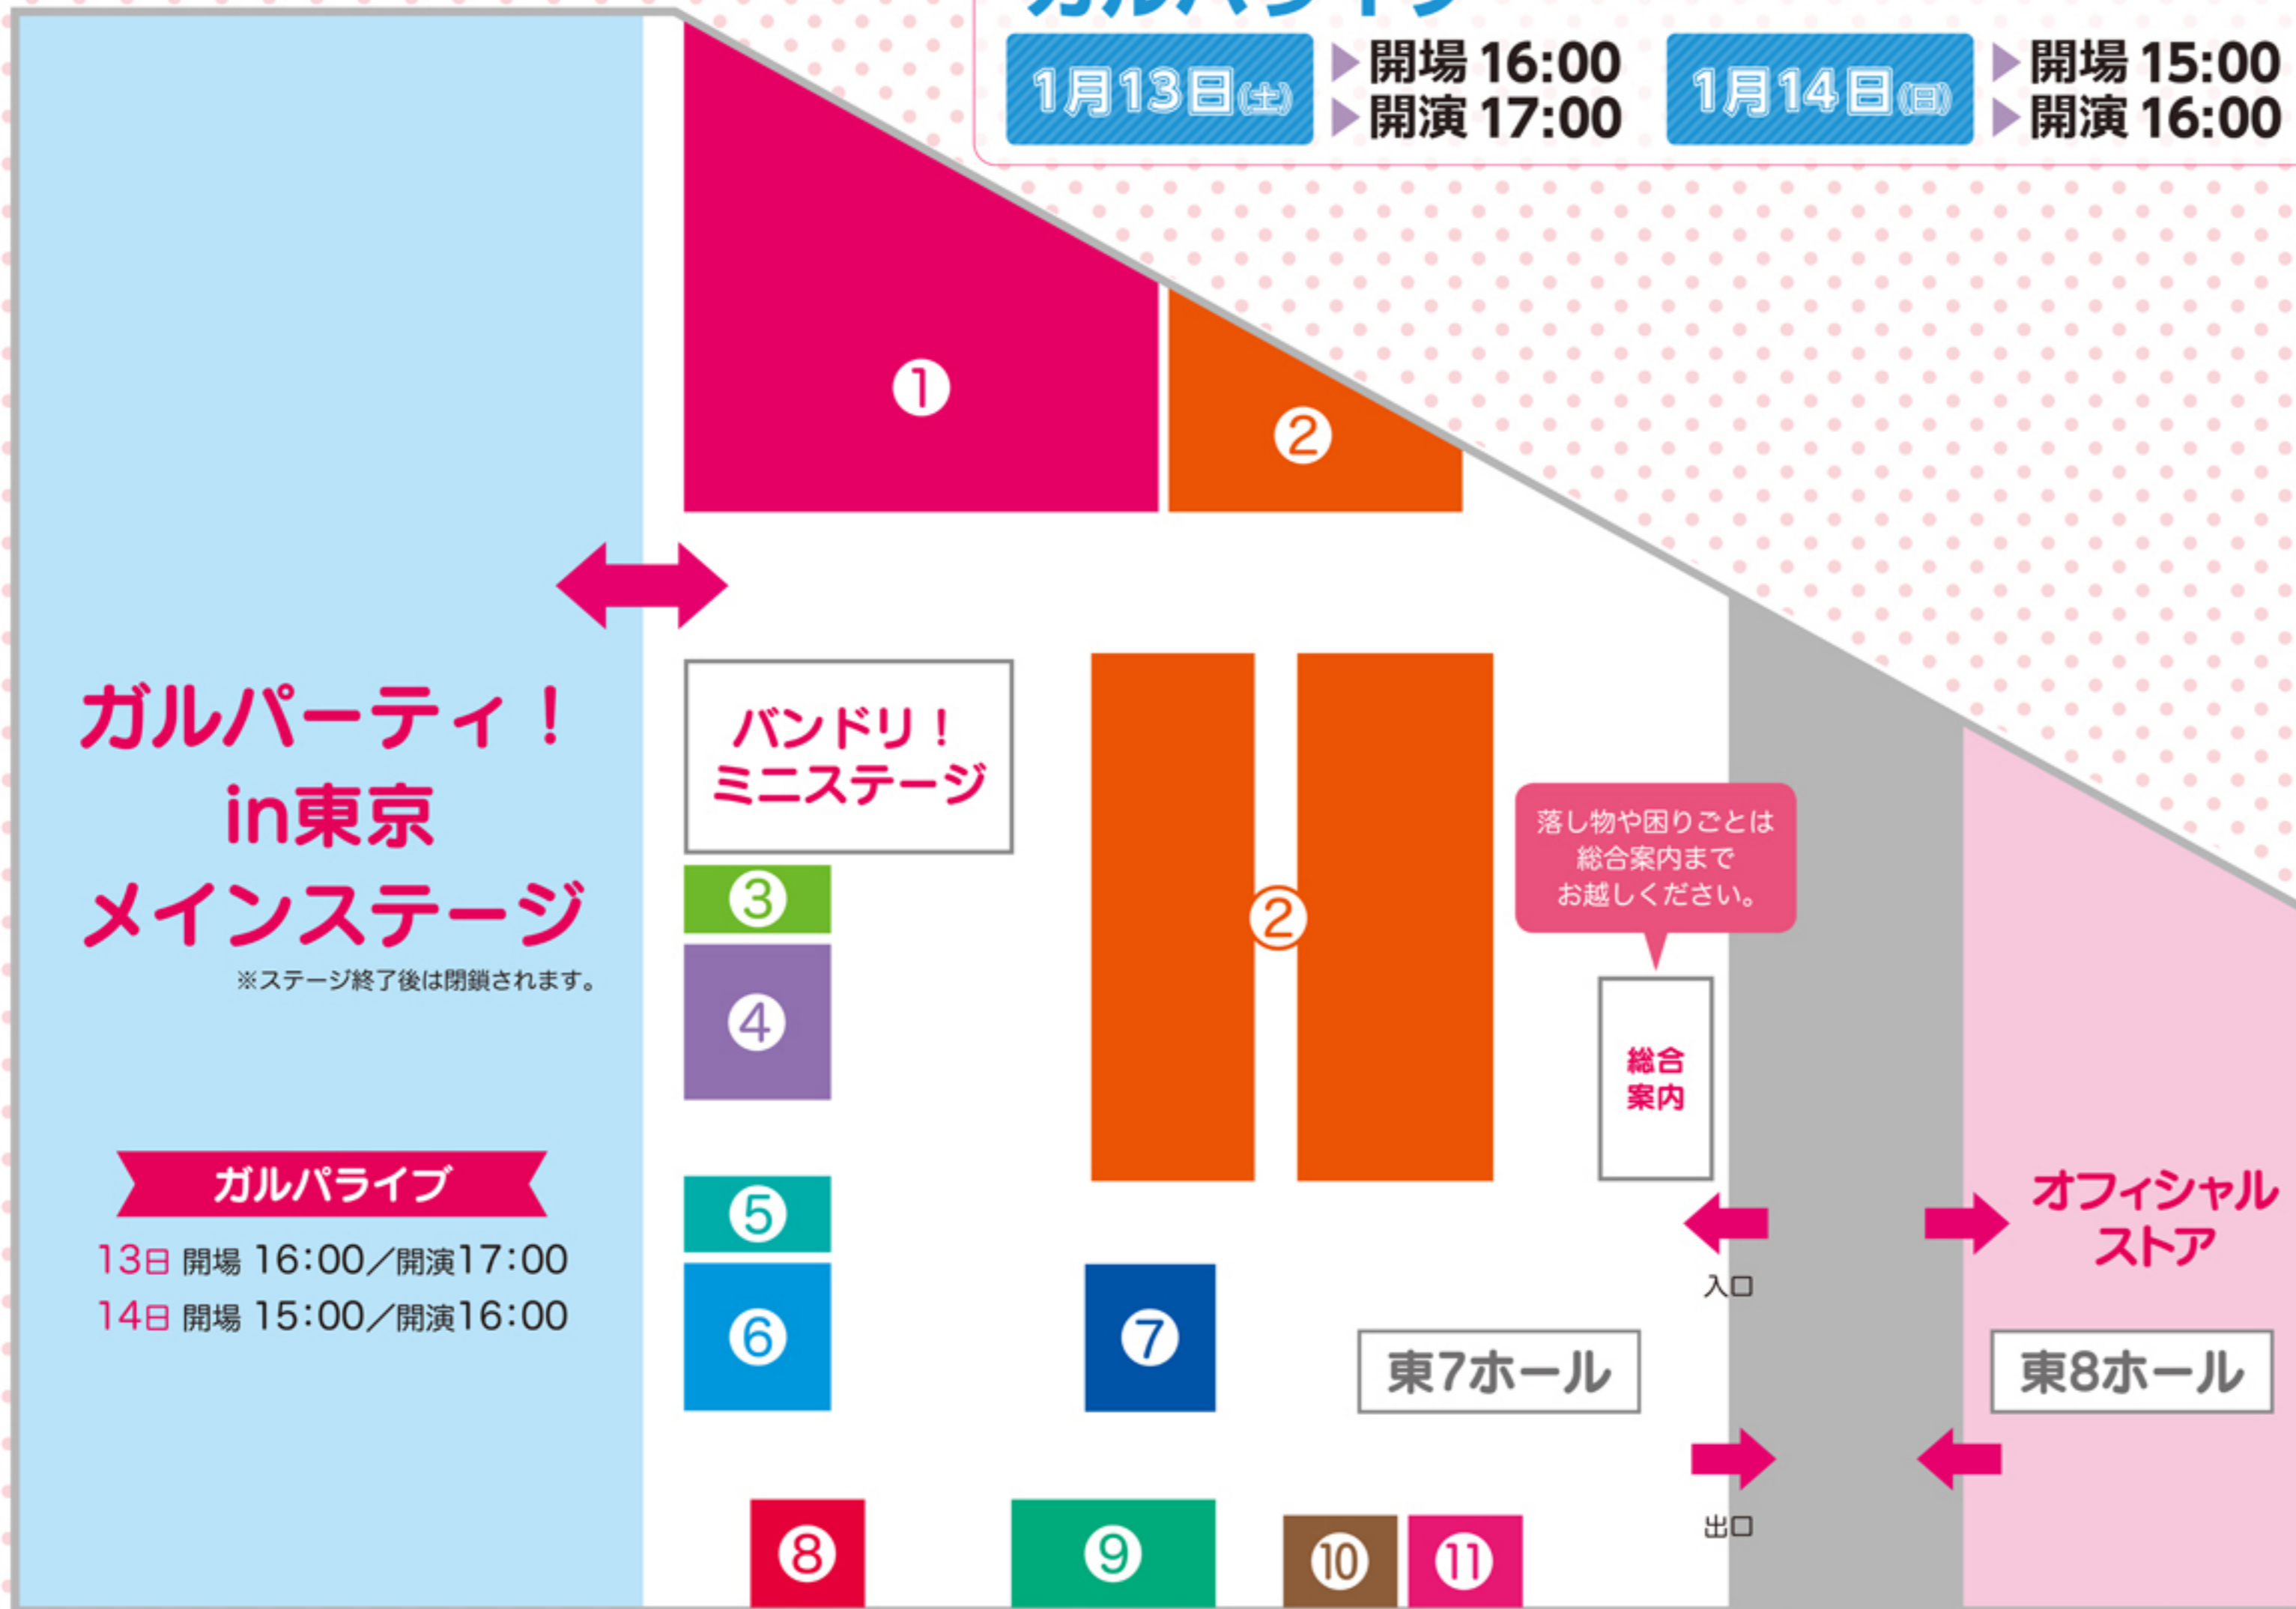 ガルパライブ
1月13日(土)
▶開場 16:00
▶開演 17:00
1月14日(日)
▶開場 15:00
▶開演 16:00
1
2
ガルパーティ!
in東京
メインステージ
※ステージ終了後は閉鎖されます。
ガルパライブ
13日 開場 16:00/開演17:00
14日 開場 15:00/開演16:00
バンドリ!
ミニステージ
3
4
2
落し物や困りごとは
総合案内まで
お越しください。
総合
案内
5
6
7
入口
オフィシャル
ストア
東7ホール
東8ホール
出口
8
9
10
11